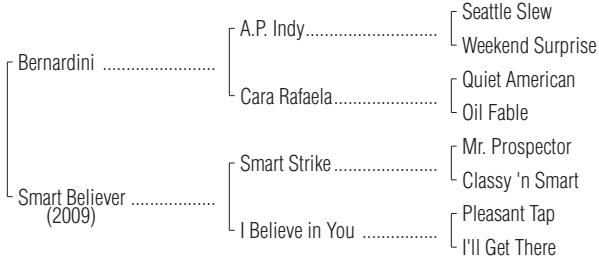 Seattle Slew
A.P. Indy........................
Weekend Surprise
Bernardini .......................
Quiet American
Cara Rafaela.....................
Oil Fable
Mr. Prospector
Smart Strike .....................
Classy 'n Smart
Smart Believer .................
(2009)
Pleasant Tap
I Believe in You ................
I'll Get There